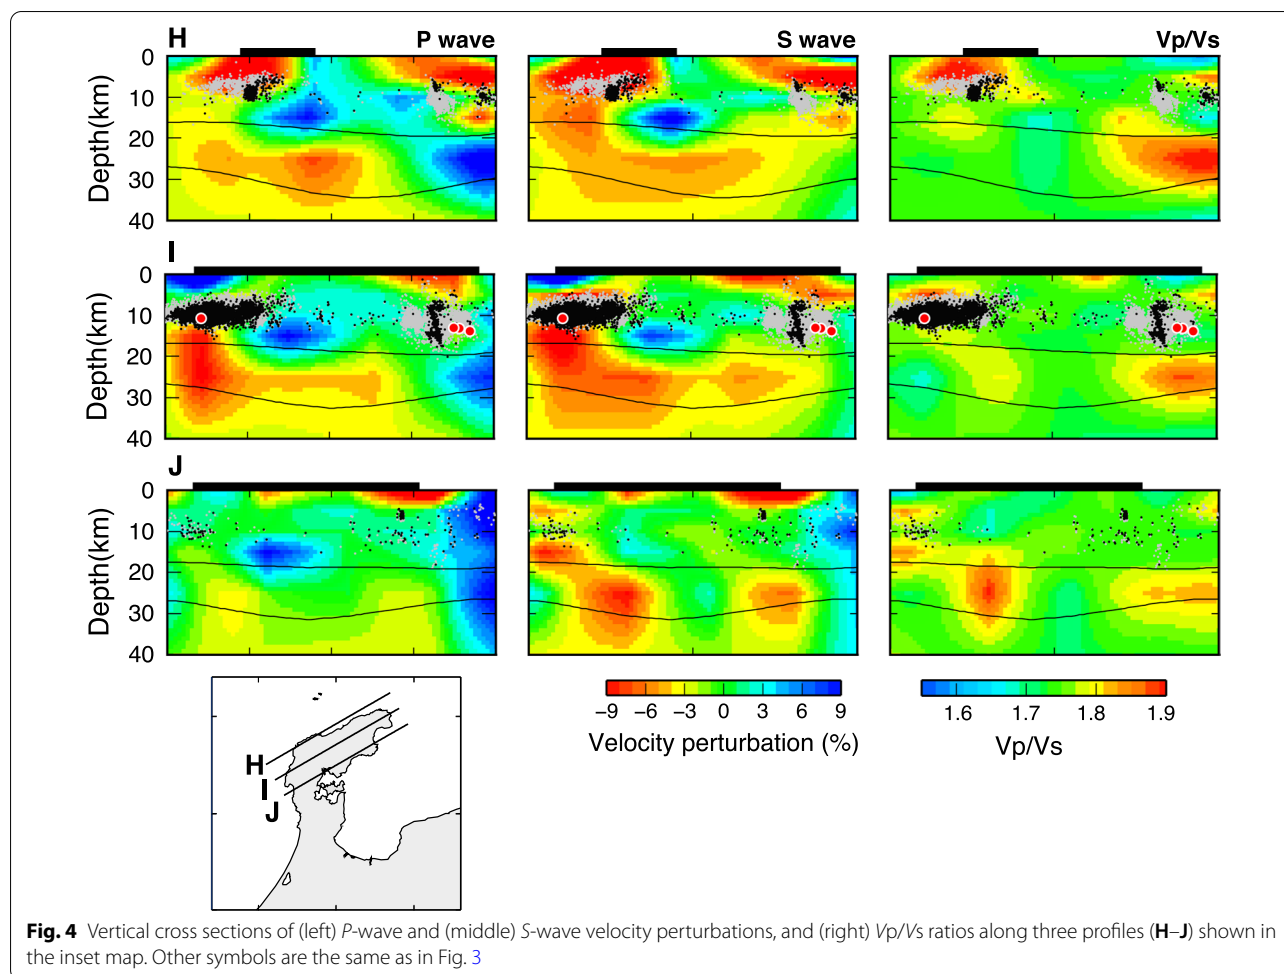 H P wave S wave Vp/Vs
0
10
20
30
40
Depth(km)
I
0
10
20
30
40
Depth(km)
J
0
10
20
30
40
Depth(km)
−9 −6 −3 0 3 6 9
Velocity perturbation (%)
1.6 1.7 1.8 1.9
Vp/Vs
H
I
J
Fig. 4 Vertical cross sections of (left) P-wave and (middle) S-wave velocity perturbations, and (right) Vp/Vs ratios along three profiles (H–J) shown in
the inset map. Other symbols are the same as in Fig. 3